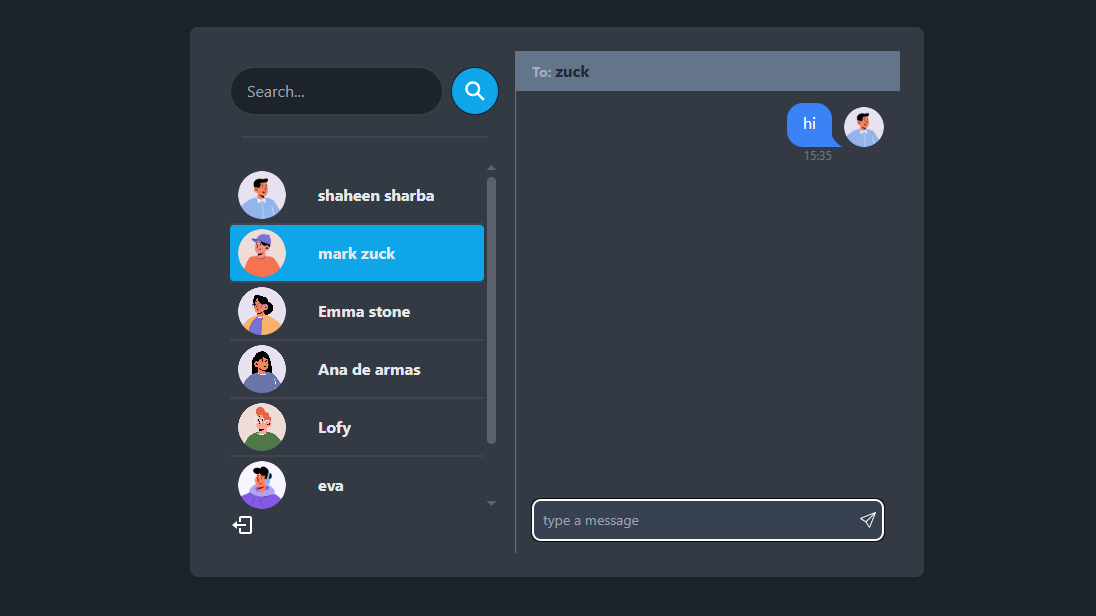 Search...
shaheen sharba
mark zuck
Emma stone
Ana de armas
Lofy
eva
To: zuck
hi
15:35
type a message